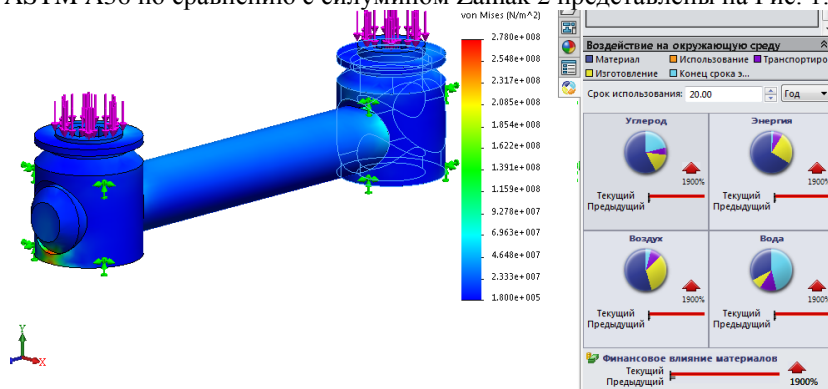 ASTM A36 по сравнению с силумином Zamak 2 представлены на Рис. 1.
von Mises (N/m^2)
2.780e+008
2.548e+008
2.317e+008
2.085e+008
1.854e+008
1.622e+008
1.391e+008
1.159e+008
9.278e+007
6.963e+007
4.648e+007
2.333e+007
1.800e+005
Y
X
Воздействие на окружающую среду
Материал Использование Транспортиро
Изготовление Конец срока э...
Срок использования: 20.00 Год
Углерод
1900%
Текущий
Предыдущий
Энергия
1900%
Текущий
Предыдущий
Воздух
1900%
Текущий
Предыдущий
Вода
1900%
Текущий
Предыдущий
Финансовое влияние материалов
Текущий
Предыдущий
1900%